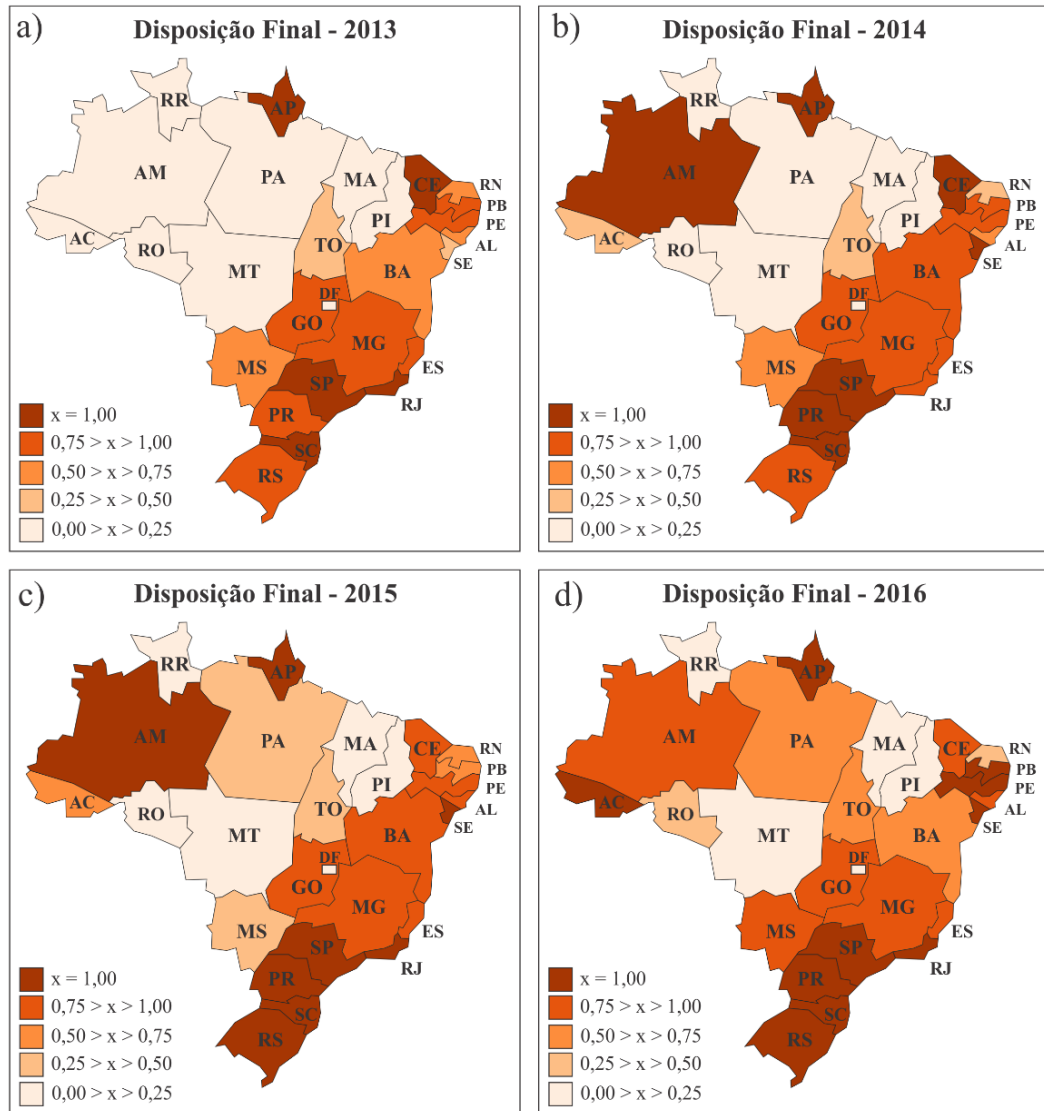 a) Disposição Final - 2013
RR
AP
AM
PA
MA
CE
RN
PB
PE
AL
SE
PI
AC
RO
TO
MT
BA
DF
GO
MG
MS
ES
SP
RJ
PR
SC
RS
x = 1,00
0,75 > x > 1,00
0,50 > x > 0,75
0,25 > x > 0,50
0,00 > x > 0,25
b) Disposição Final - 2014
RR
AP
AM
PA
MA
CE
RN
PB
PE
AL
SE
PI
AC
RO
TO
MT
BA
DF
GO
MG
MS
ES
SP
RJ
PR
SC
RS
x = 1,00
0,75 > x > 1,00
0,50 > x > 0,75
0,25 > x > 0,50
0,00 > x > 0,25
c) Disposição Final - 2015
RR
AP
AM
PA
MA
CE
RN
PB
PE
AL
SE
PI
AC
RO
TO
MT
BA
DF
GO
MG
MS
ES
SP
RJ
PR
SC
RS
x = 1,00
0,75 > x > 1,00
0,50 > x > 0,75
0,25 > x > 0,50
0,00 > x > 0,25
d) Disposição Final - 2016
RR
AP
AM
PA
MA
CE
RN
PB
PE
AL
SE
PI
AC
RO
TO
MT
BA
DF
GO
MG
MS
ES
SP
RJ
PR
SC
RS
x = 1,00
0,75 > x > 1,00
0,50 > x > 0,75
0,25 > x > 0,50
0,00 > x > 0,25